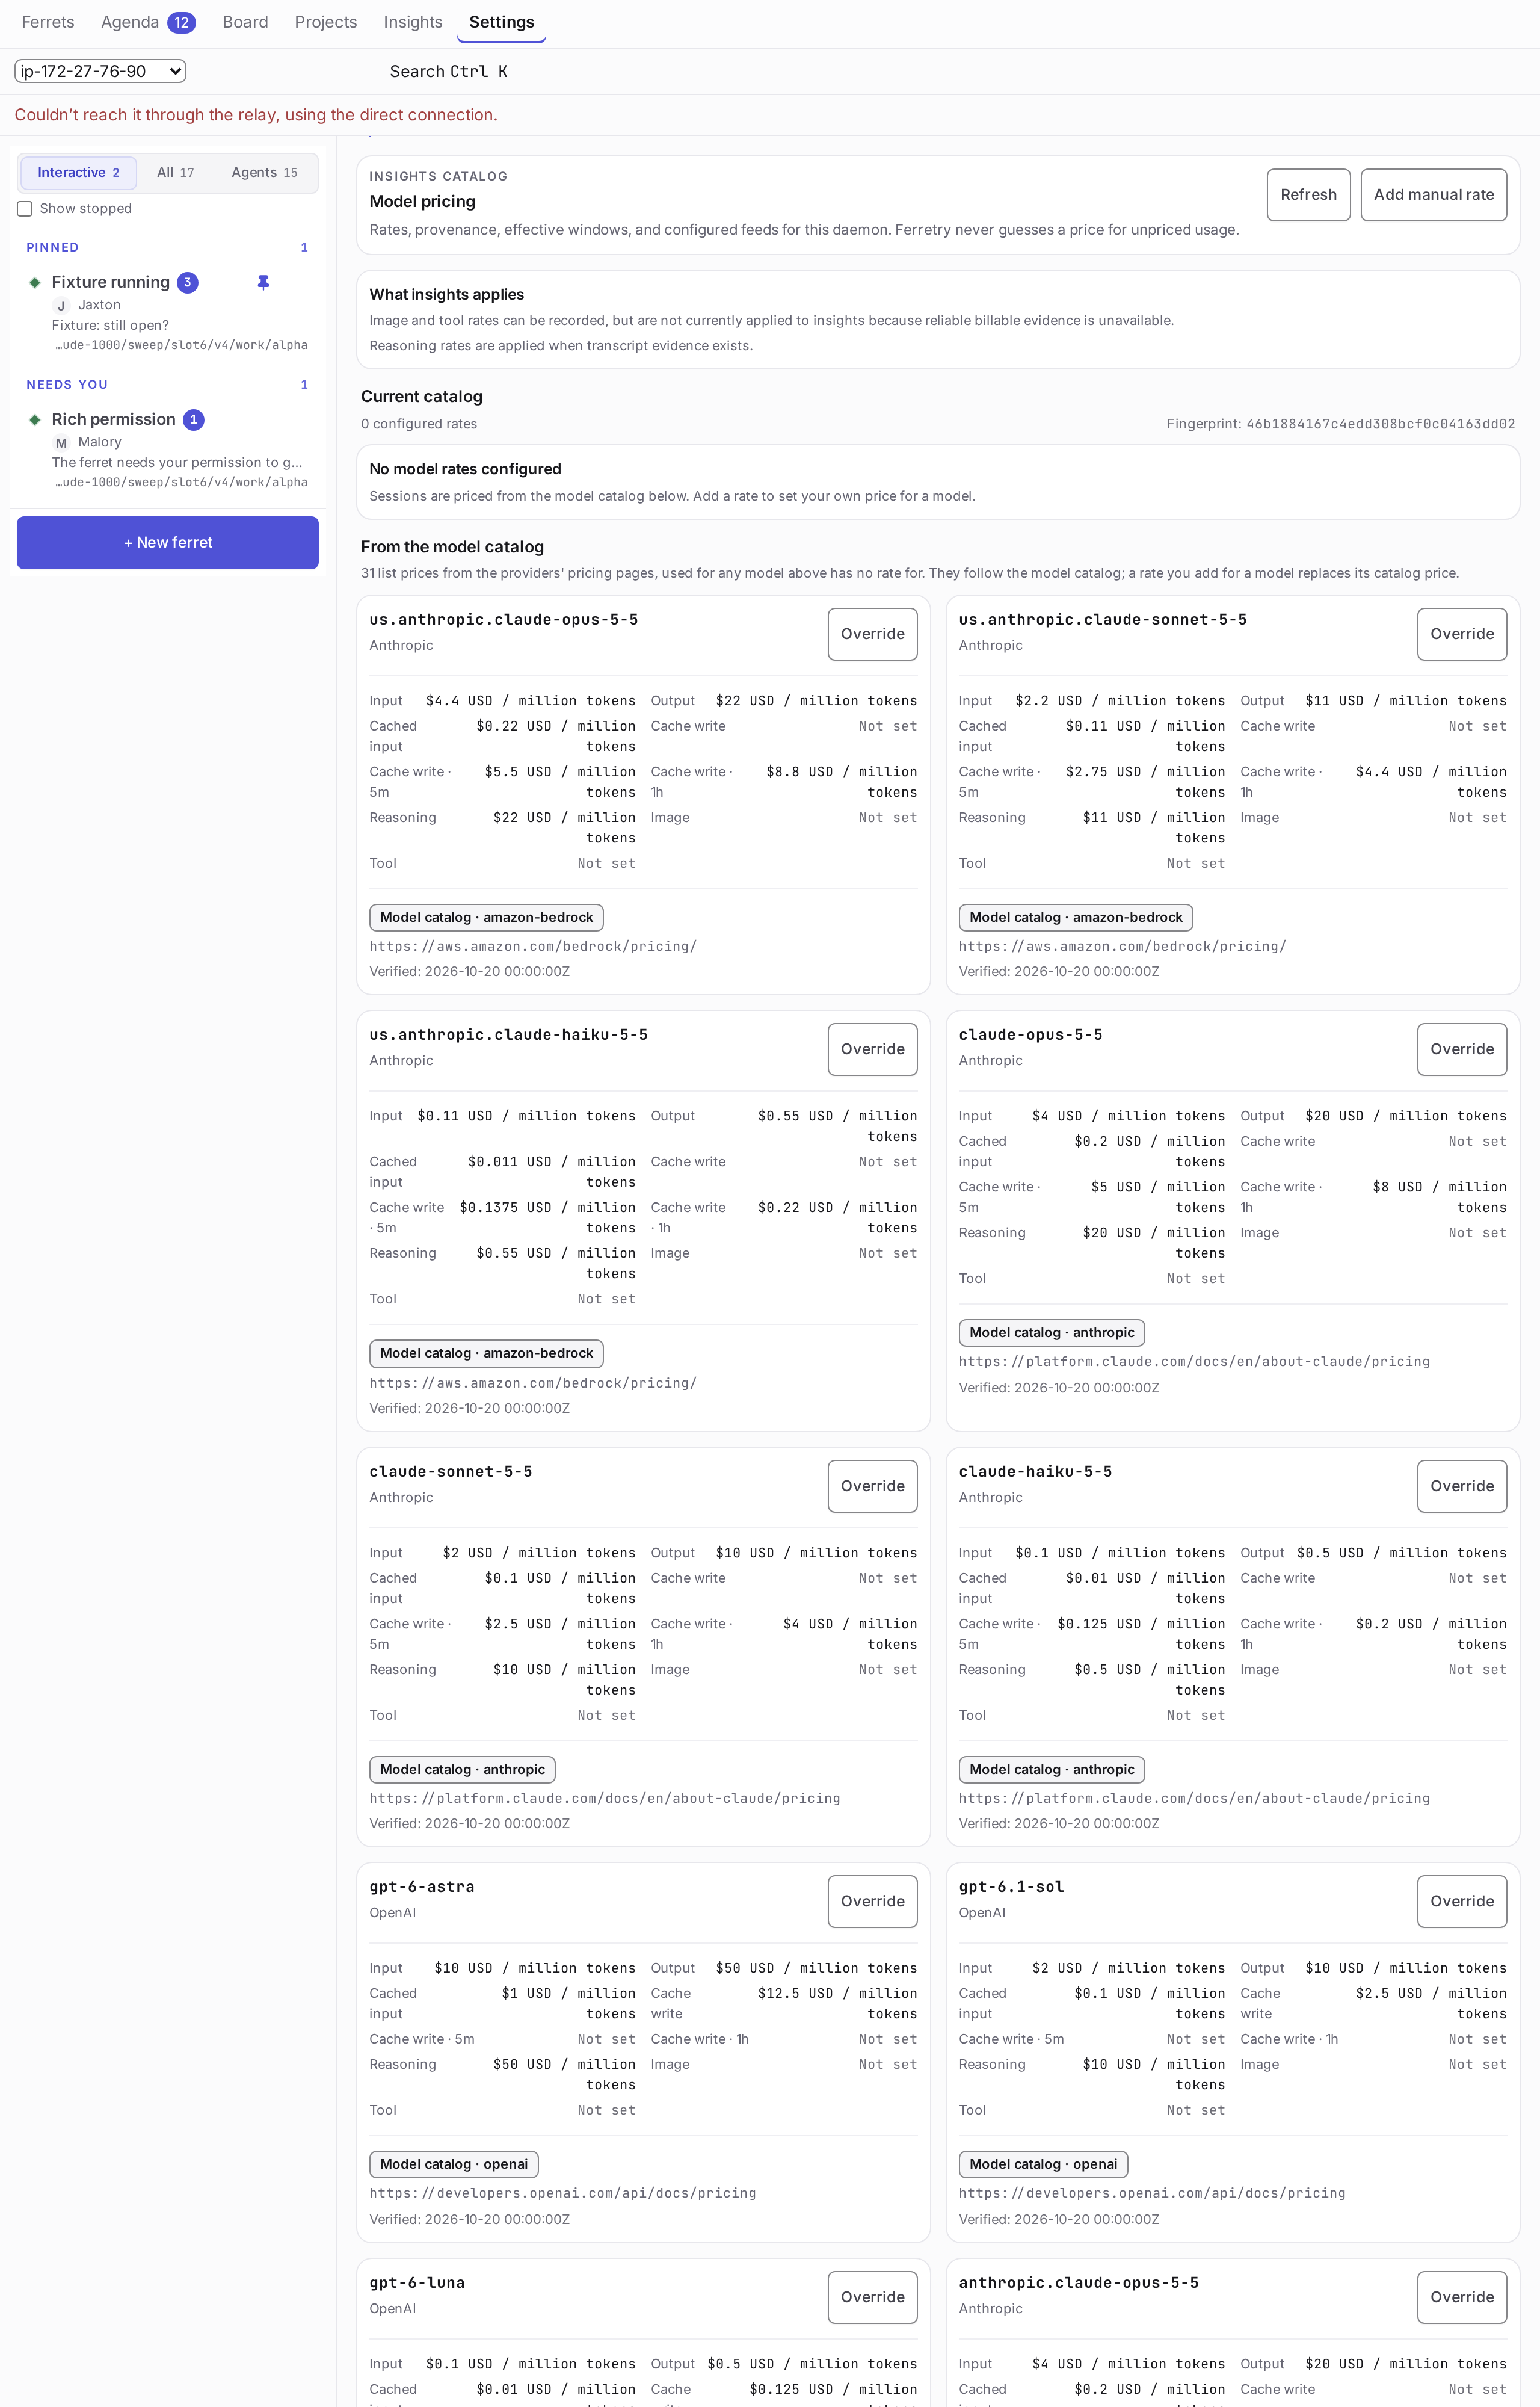 Ferrets Agenda 12 Board Projects Insights Settings
ip-172-27-76-90 Search Ctrl K
Couldn’t reach it through the relay, using the direct connection.
Interactive 2 All 17 Agents 15
Show stopped
PINNED 1
Fixture running 3
J Jaxton
Fixture: still open?
…ude-1000/sweep/slot6/v4/work/alpha
NEEDS YOU 1
Rich permission 1
M Malory
The ferret needs your permission to g…
…ude-1000/sweep/slot6/v4/work/alpha
+ New ferret
INSIGHTS CATALOG
Model pricing
Rates, provenance, effective windows, and configured feeds for this daemon. Ferretry never guesses a price for unpriced usage.
Refresh Add manual rate
What insights applies
Image and tool rates can be recorded, but are not currently applied to insights because reliable billable evidence is unavailable.
Reasoning rates are applied when transcript evidence exists.
Current catalog
0 configured rates Fingerprint: 46b1884167c4edd308bcf0c04163dd02
No model rates configured
Sessions are priced from the model catalog below. Add a rate to set your own price for a model.
From the model catalog
31 list prices from the providers' pricing pages, used for any model above has no rate for. They follow the model catalog; a rate you add for a model replaces its catalog price.
us.anthropic.claude-opus-5-5 Override
Anthropic
Input $4.4 USD / million tokens Output $22 USD / million tokens
Cached input $0.22 USD / million tokens Cache write Not set
Cache write · 5m $5.5 USD / million tokens Cache write · 1h $8.8 USD / million tokens
Reasoning $22 USD / million tokens Image Not set
Tool Not set
Model catalog · amazon-bedrock
https://aws.amazon.com/bedrock/pricing/
Verified: 2026-10-20 00:00:00Z
us.anthropic.claude-sonnet-5-5 Override
Anthropic
Input $2.2 USD / million tokens Output $11 USD / million tokens
Cached input $0.11 USD / million tokens Cache write Not set
Cache write · 5m $2.75 USD / million tokens Cache write · 1h $4.4 USD / million tokens
Reasoning $11 USD / million tokens Image Not set
Tool Not set
Model catalog · amazon-bedrock
https://aws.amazon.com/bedrock/pricing/
Verified: 2026-10-20 00:00:00Z
us.anthropic.claude-haiku-5-5 Override
Anthropic
Input $0.11 USD / million tokens Output $0.55 USD / million tokens
Cached input $0.011 USD / million tokens Cache write Not set
Cache write · 5m $0.1375 USD / million tokens Cache write · 1h $0.22 USD / million tokens
Reasoning $0.55 USD / million tokens Image Not set
Tool Not set
Model catalog · amazon-bedrock
https://aws.amazon.com/bedrock/pricing/
Verified: 2026-10-20 00:00:00Z
claude-opus-5-5 Override
Anthropic
Input $4 USD / million tokens Output $20 USD / million tokens
Cached input $0.2 USD / million tokens Cache write Not set
Cache write · 5m $5 USD / million tokens Cache write · 1h $8 USD / million tokens
Reasoning $20 USD / million tokens Image Not set
Tool Not set
Model catalog · anthropic
https://platform.claude.com/docs/en/about-claude/pricing
Verified: 2026-10-20 00:00:00Z
claude-sonnet-5-5 Override
Anthropic
Input $2 USD / million tokens Output $10 USD / million tokens
Cached input $0.1 USD / million tokens Cache write Not set
Cache write · 5m $2.5 USD / million tokens Cache write · 1h $4 USD / million tokens
Reasoning $10 USD / million tokens Image Not set
Tool Not set
Model catalog · anthropic
https://platform.claude.com/docs/en/about-claude/pricing
Verified: 2026-10-20 00:00:00Z
claude-haiku-5-5 Override
Anthropic
Input $0.1 USD / million tokens Output $0.5 USD / million tokens
Cached input $0.01 USD / million tokens Cache write Not set
Cache write · 5m $0.125 USD / million tokens Cache write · 1h $0.2 USD / million tokens
Reasoning $0.5 USD / million tokens Image Not set
Tool Not set
Model catalog · anthropic
https://platform.claude.com/docs/en/about-claude/pricing
Verified: 2026-10-20 00:00:00Z
gpt-6-astra Override
OpenAI
Input $10 USD / million tokens Output $50 USD / million tokens
Cached input $1 USD / million tokens Cache write $12.5 USD / million tokens
Cache write · 5m Not set Cache write · 1h Not set
Reasoning $50 USD / million tokens Image Not set
Tool Not set
Model catalog · openai
https://developers.openai.com/api/docs/pricing
Verified: 2026-10-20 00:00:00Z
gpt-6.1-sol Override
OpenAI
Input $2 USD / million tokens Output $10 USD / million tokens
Cached input $0.1 USD / million tokens Cache write $2.5 USD / million tokens
Cache write · 5m Not set Cache write · 1h Not set
Reasoning $10 USD / million tokens Image Not set
Tool Not set
Model catalog · openai
https://developers.openai.com/api/docs/pricing
Verified: 2026-10-20 00:00:00Z
gpt-6-luna Override
OpenAI
Input $0.1 USD / million tokens Output $0.5 USD / million tokens
Cached $0.01 USD / million Cache $0.125 USD / million
anthropic.claude-opus-5-5 Override
Anthropic
Input $4 USD / million tokens Output $20 USD / million tokens
Cached $0.2 USD / million Cache write Not set